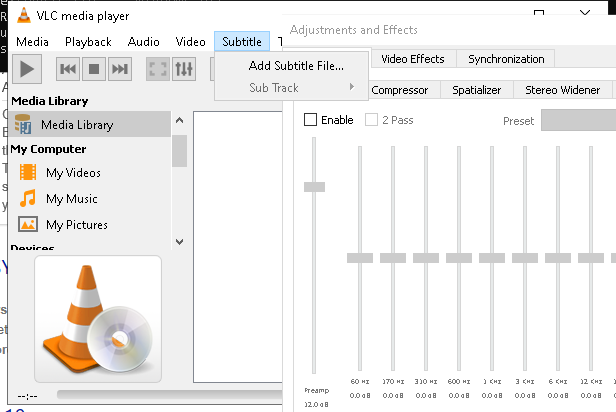 VLC media player
Adjustments and Effects
Media Playback Audio Video Subtitle T
Add Subtitle File...
Sub Track
Video Effects Synchronization
Compressor Spatializer Stereo Widener
Enable 2 Pass Preset
Media Library
Media Library
My Computer
My Videos
My Music
My Pictures
Devices
60 Hz 170 Hz 310 Hz 600 Hz 1 KHz 3 KHz 6 KHz 12 KHz
Preamp 0.0 dB 0.0 dB 0.0 dB 0.0 dB 0.0 dB 0.0 dB 0.0 dB 0.0 dB
12.0 dB
--:--